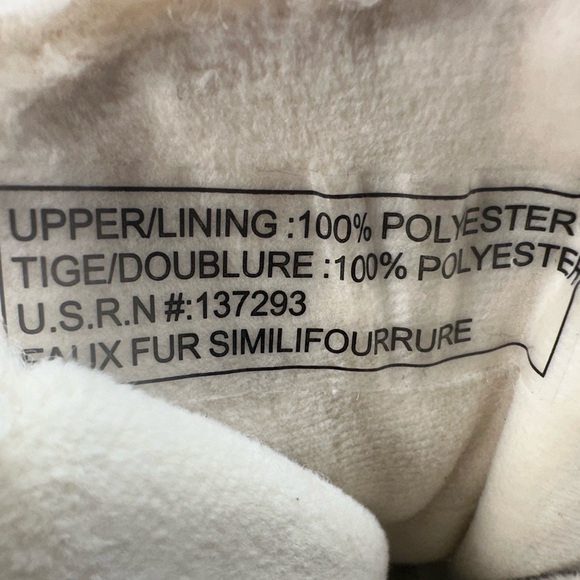 UPPER/LINING :100% POLYESTER
TIGE/DOUBLURE :100% POLYESTER
U.S.R.N #:137293
FAUX FUR SIMILIFOURRURE